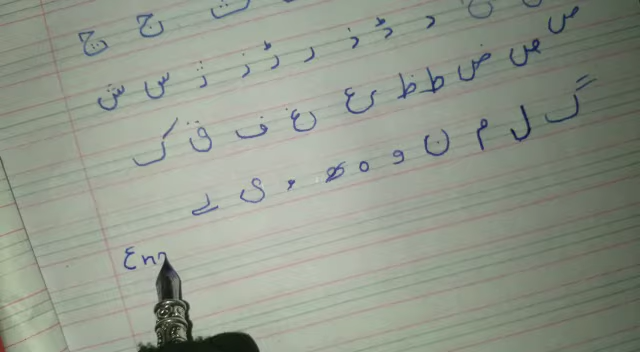 ث ج چ
د ڈ ذ ر ڑ ز ژ س ش
ص ض ط ظ ع غ ف ق ک
گ ل م ن و ہ ھ ء ی ے
En